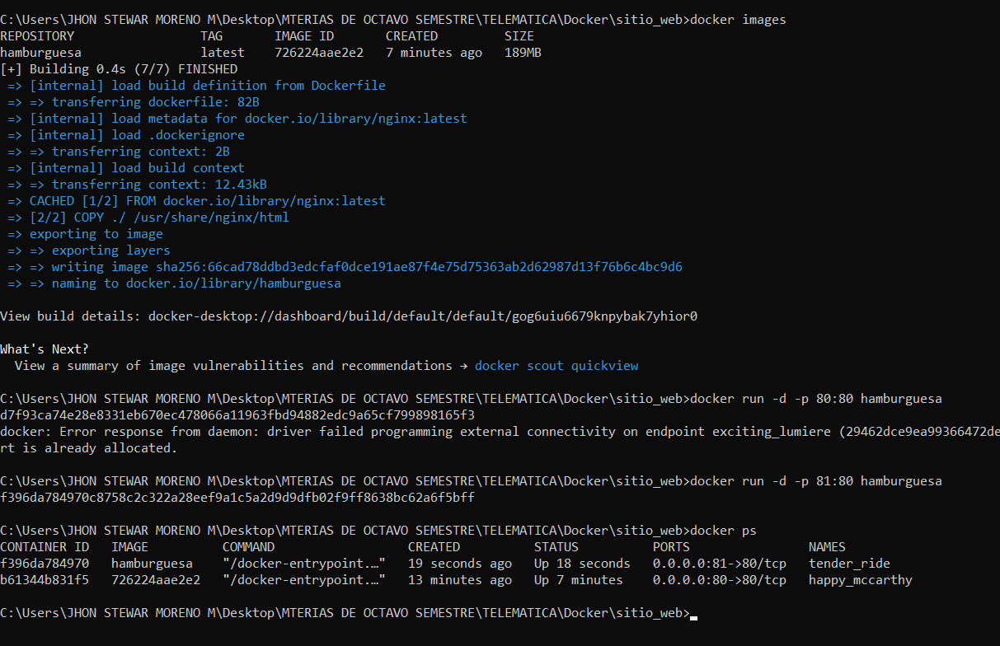 C:\Users\JHON STEWAR MORENO M\Desktop\MTERIAS DE OCTAVO SEMESTRE\TELEMATICA\Docker\sitio_web>docker images
REPOSITORY TAG IMAGE ID CREATED SIZE
hamburguesa latest 726224aae2e2 7 minutes ago 189MB
[+] Building 0.4s (7/7) FINISHED
=> [internal] load build definition from Dockerfile
=> => transferring dockerfile: 82B
=> [internal] load metadata for docker.io/library/nginx:latest
=> [internal] load .dockerignore
=> => transferring context: 2B
=> [internal] load build context
=> => transferring context: 12.43kB
=> CACHED [1/2] FROM docker.io/library/nginx:latest
=> [2/2] COPY ./ /usr/share/nginx/html
=> exporting to image
=> => exporting layers
=> => writing image sha256:66cad78ddbd3edcfaf0dce191ae87f4e75d75363ab2d62987d13f76b6c4bc9d6
=> => naming to docker.io/library/hamburguesa
View build details: docker-desktop://dashboard/build/default/default/gog6uiu6679knpybak7yhior0
What's Next?
View a summary of image vulnerabilities and recommendations → docker scout quickview
C:\Users\JHON STEWAR MORENO M\Desktop\MTERIAS DE OCTAVO SEMESTRE\TELEMATICA\Docker\sitio_web>docker run -d -p 80:80 hamburguesa
d7f93ca74e28e8331eb670ec478066a11963fbd94882edc9a65cf799898165f3
docker: Error response from daemon: driver failed programming external connectivity on endpoint exciting_lumiere (29462dce9ea99366472de
rt is already allocated.
C:\Users\JHON STEWAR MORENO M\Desktop\MTERIAS DE OCTAVO SEMESTRE\TELEMATICA\Docker\sitio_web>docker run -d -p 81:80 hamburguesa
f396da784970c8758c2c322a28eef9a1c5a2d9d9dfb02f9ff8638bc62a6f5bff
C:\Users\JHON STEWAR MORENO M\Desktop\MTERIAS DE OCTAVO SEMESTRE\TELEMATICA\Docker\sitio_web>docker ps
CONTAINER ID IMAGE COMMAND CREATED STATUS PORTS NAMES
f396da784970 hamburguesa "/docker-entrypoint.…" 19 seconds ago Up 18 seconds 0.0.0.0:81->80/tcp tender_ride
b61344b831f5 726224aae2e2 "/docker-entrypoint.…" 13 minutes ago Up 7 minutes 0.0.0.0:80->80/tcp happy_mccarthy
C:\Users\JHON STEWAR MORENO M\Desktop\MTERIAS DE OCTAVO SEMESTRE\TELEMATICA\Docker\sitio_web>